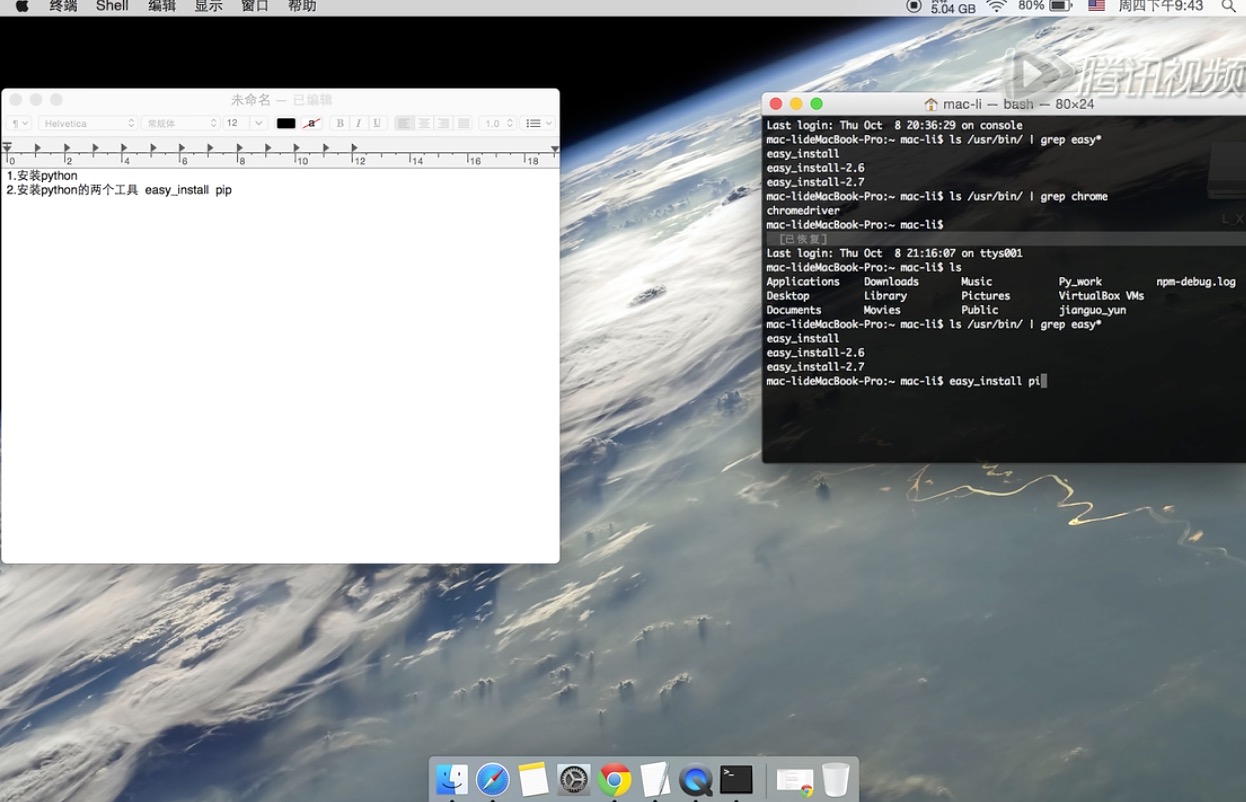 终端 Shell 编辑 显示 窗口 帮助
5.04 GB 80% 周四下午9:43
腾讯视频
未命名 — 已编辑
¶ Helvetica 常规体 12 a B I U 1.0
0 2 4 6 8 10 12 14 16 18
1.安装python
2.安装python的两个工具 easy_install pip
mac-li — bash — 80×24
Last login: Thu Oct  8 20:36:29 on console
mac-lideMacBook-Pro:~ mac-li$ ls /usr/bin/ | grep easy*
easy_install
easy_install-2.6
easy_install-2.7
mac-lideMacBook-Pro:~ mac-li$ ls /usr/bin/ | grep chrome
chromedriver
mac-lideMacBook-Pro:~ mac-li$
[已恢复]
Last login: Thu Oct  8 21:16:07 on ttys001
mac-lideMacBook-Pro:~ mac-li$ ls
Applications Downloads Music Py_work npm-debug.log
Desktop Library Pictures VirtualBox VMs
Documents Movies Public jianguo_yun
mac-lideMacBook-Pro:~ mac-li$ ls /usr/bin/ | grep easy*
easy_install
easy_install-2.6
easy_install-2.7
mac-lideMacBook-Pro:~ mac-li$ easy_install pi
L_X